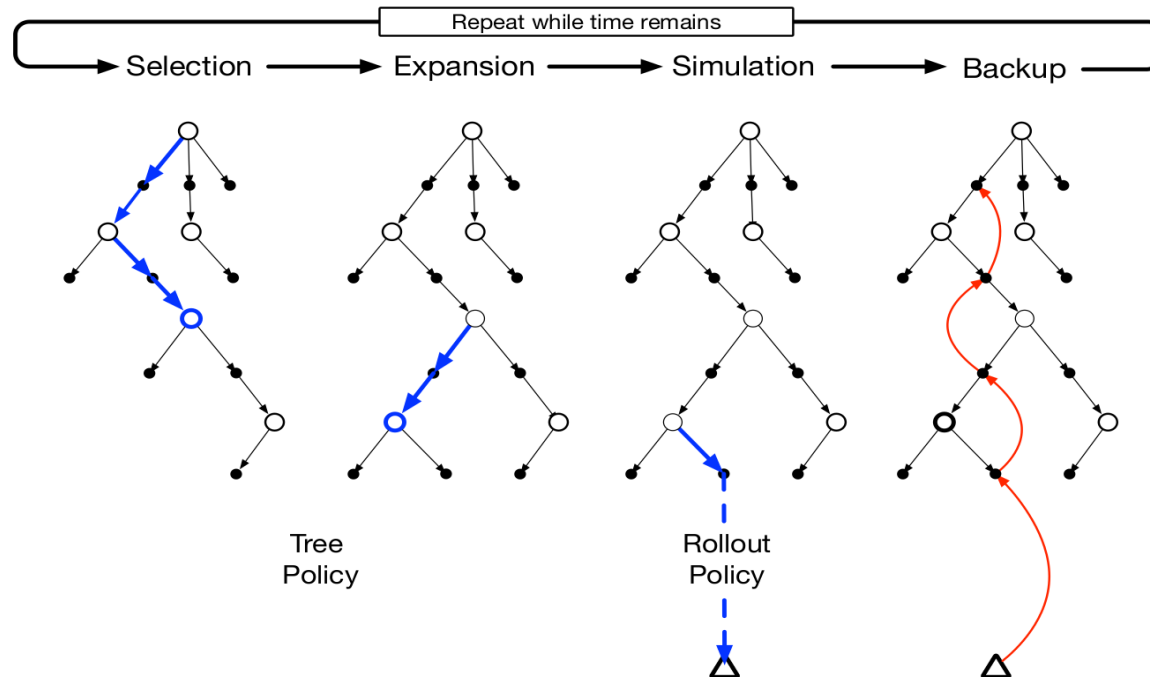 Repeat while time remains
Selection
Expansion
Simulation
Backup
Tree
Policy
Rollout
Policy